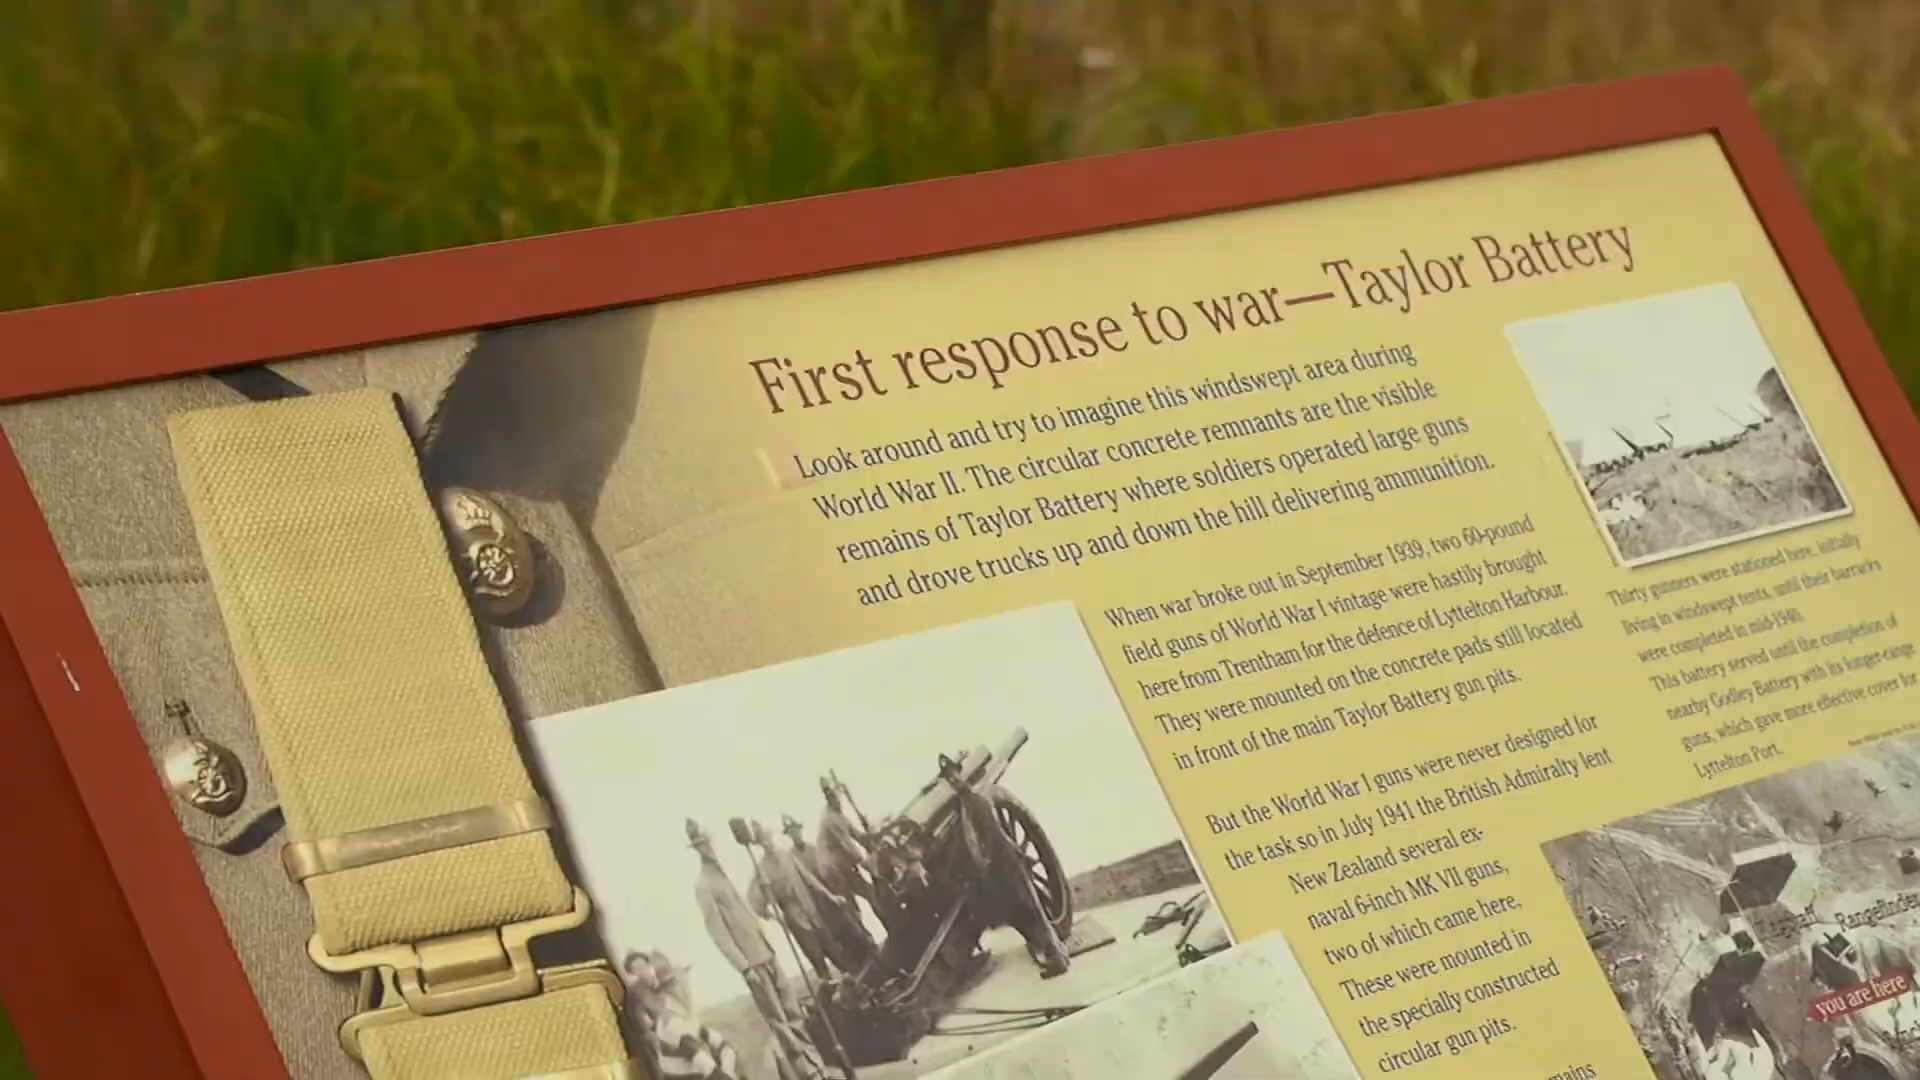 First response to war—Taylor Battery
Look around and try to imagine this windswept area during
World War II. The circular concrete remnants are the visible
remains of Taylor Battery where soldiers operated large guns
and drove trucks up and down the hill delivering ammunition.
When war broke out in September 1939, two 60-pound
field guns of World War I vintage were hastily brought
here from Trentham for the defence of Lyttelton Harbour.
They were mounted on the concrete pads still located
in front of the main Taylor Battery gun pits.
But the World War I guns were never designed for
the task so in July 1941 the British Admiralty lent
New Zealand several ex-
naval 6-inch MK VII guns,
two of which came here.
These were mounted in
the specially constructed
circular gun pits.
Thirty gunners were stationed here, initially
living in windswept tents, until their barracks
were completed in mid-1940.
This battery served until the completion of
nearby Godley Battery with its longer-range
guns, which gave more effective cover for
Lyttelton Port.
Rangefinder
you are here